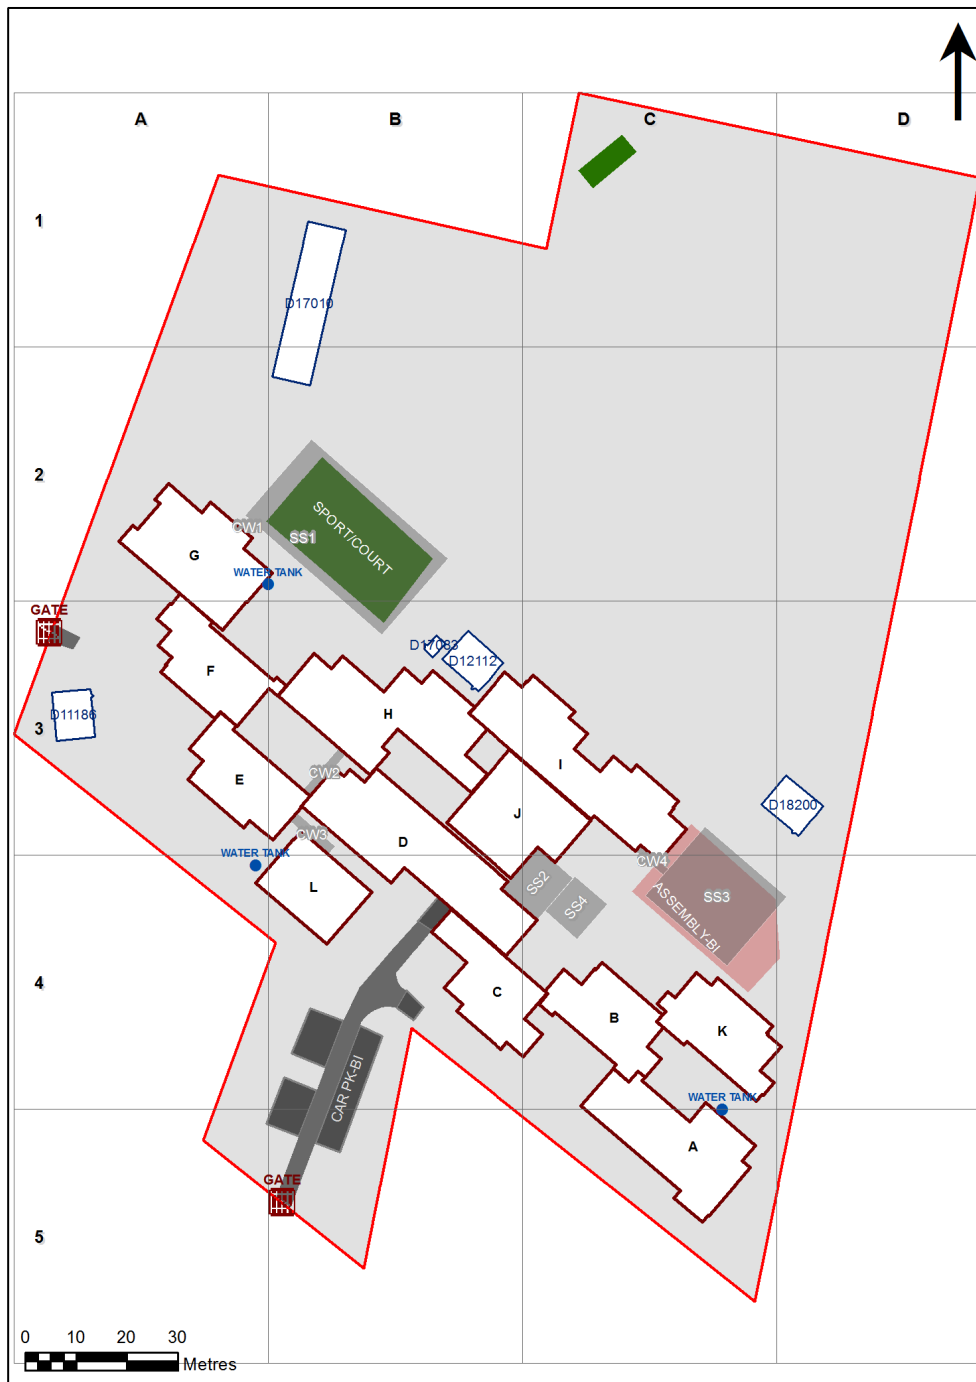 A
B
C
D
1
D17010
2
SPORT/COURT
CW1
SS1
G
WATER TANK
GATE
D17083
D12112
F
D11186
H
3
I
E
CW2
D18200
J
CW3
D
WATER TANK
CW4
SS2
L
SS3
SS4
ASSEMBLY-BI
4
C
B
K
CAR PK-BI
WATER TANK
A
GATE
5
0 10 20 30
Metres